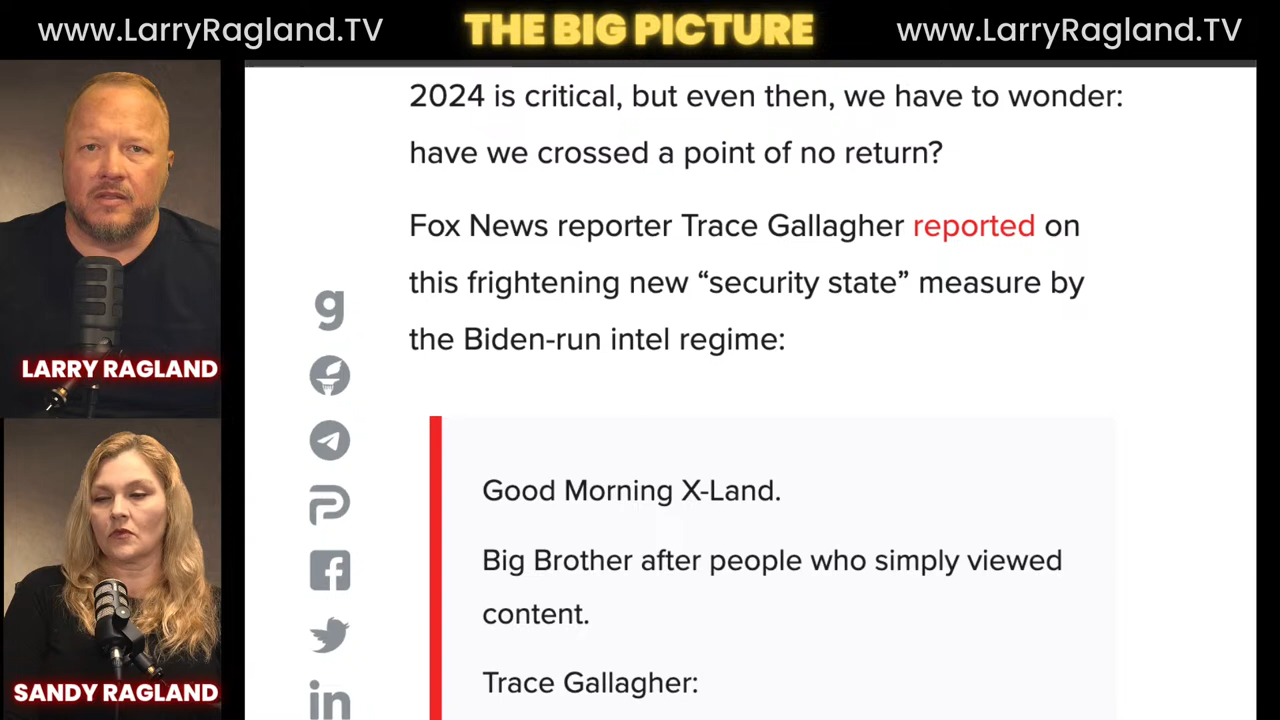 www.LarryRagland.TV
THE BIG PICTURE
www.LarryRagland.TV
2024 is critical, but even then, we have to wonder:
have we crossed a point of no return?
Fox News reporter Trace Gallagher reported on
this frightening new “security state” measure by
the Biden-run intel regime:
Good Morning X-Land.
Big Brother after people who simply viewed
content.
Trace Gallagher:
LARRY RAGLAND
SANDY RAGLAND